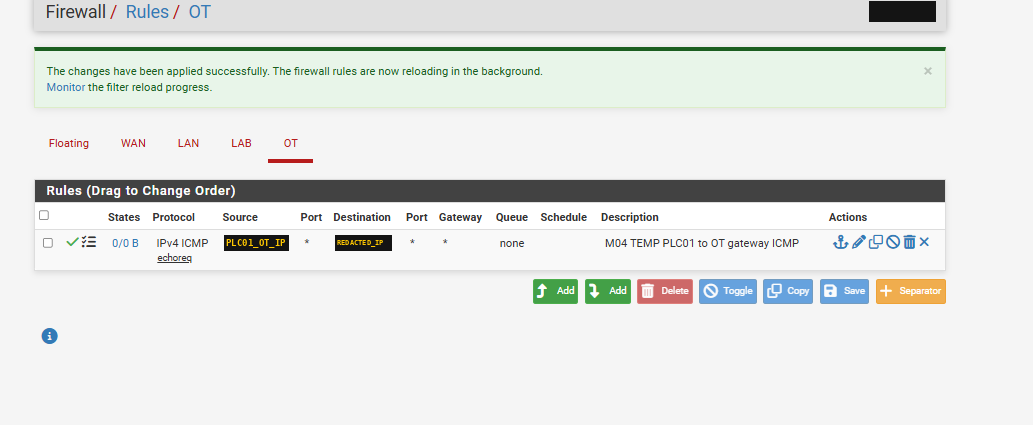 Firewall / Rules / OT
The changes have been applied successfully. The firewall rules are now reloading in the background.
Monitor the filter reload progress.
×
Floating WAN LAN LAB OT
Rules (Drag to Change Order)
States Protocol Source Port Destination Port Gateway Queue Schedule Description Actions
0/0 B IPv4 ICMP PLC01_OT_IP * REDACTED_IP * * none M04 TEMP PLC01 to OT gateway ICMP
echoreq
Add Add Delete Toggle Copy Save Separator